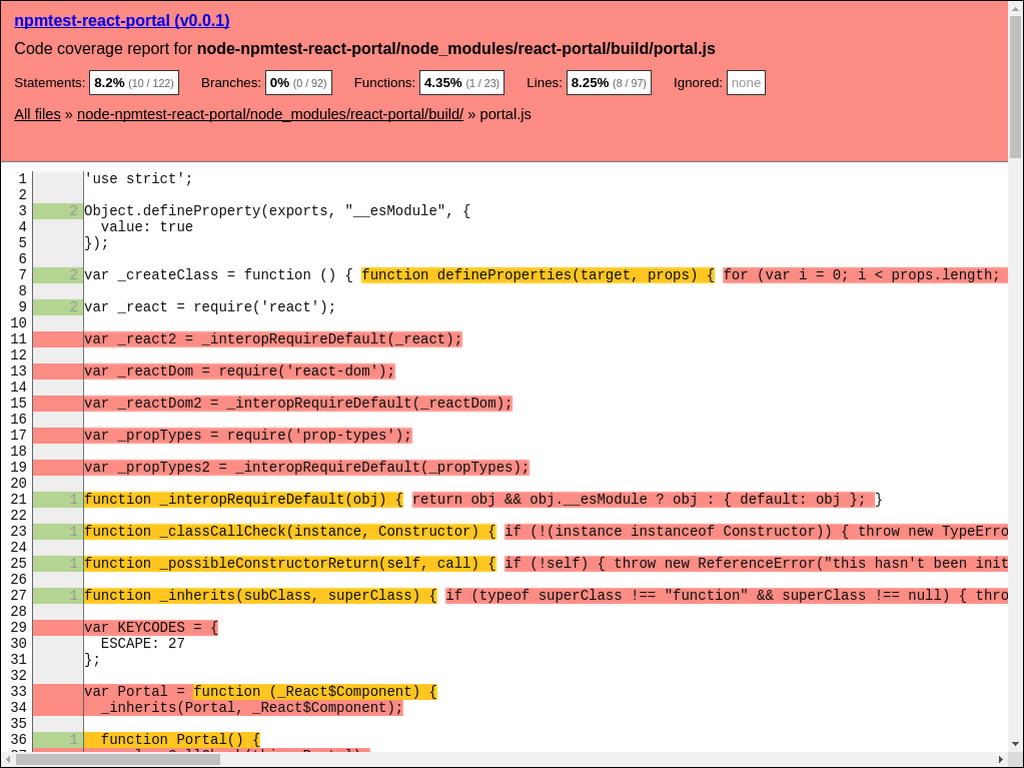 npmtest-react-portal (v0.0.1)
Code coverage report for node-npmtest-react-portal/node_modules/react-portal/build/portal.js
Statements: 8.2% (10 / 122) Branches: 0% (0 / 92) Functions: 4.35% (1 / 23) Lines: 8.25% (8 / 97) Ignored: none
All files » node-npmtest-react-portal/node_modules/react-portal/build/ » portal.js
1 'use strict';
2
3 2 Object.defineProperty(exports, "__esModule", {
4 value: true
5 });
6
7 2 var _createClass = function () { function defineProperties(target, props) { for (var i = 0; i < props.length;
8
9 2 var _react = require('react');
10
11 var _react2 = _interopRequireDefault(_react);
12
13 var _reactDom = require('react-dom');
14
15 var _reactDom2 = _interopRequireDefault(_reactDom);
16
17 var _propTypes = require('prop-types');
18
19 var _propTypes2 = _interopRequireDefault(_propTypes);
20
21 1 function _interopRequireDefault(obj) { return obj && obj.__esModule ? obj : { default: obj }; }
22
23 1 function _classCallCheck(instance, Constructor) { if (!(instance instanceof Constructor)) { throw new TypeErro
24
25 1 function _possibleConstructorReturn(self, call) { if (!self) { throw new ReferenceError("this hasn't been init
26
27 1 function _inherits(subClass, superClass) { if (typeof superClass !== "function" && superClass !== null) { thro
28
29 var KEYCODES = {
30 ESCAPE: 27
31 };
32
33 var Portal = function (_React$Component) {
34 _inherits(Portal, _React$Component);
35
36 1 function Portal() {